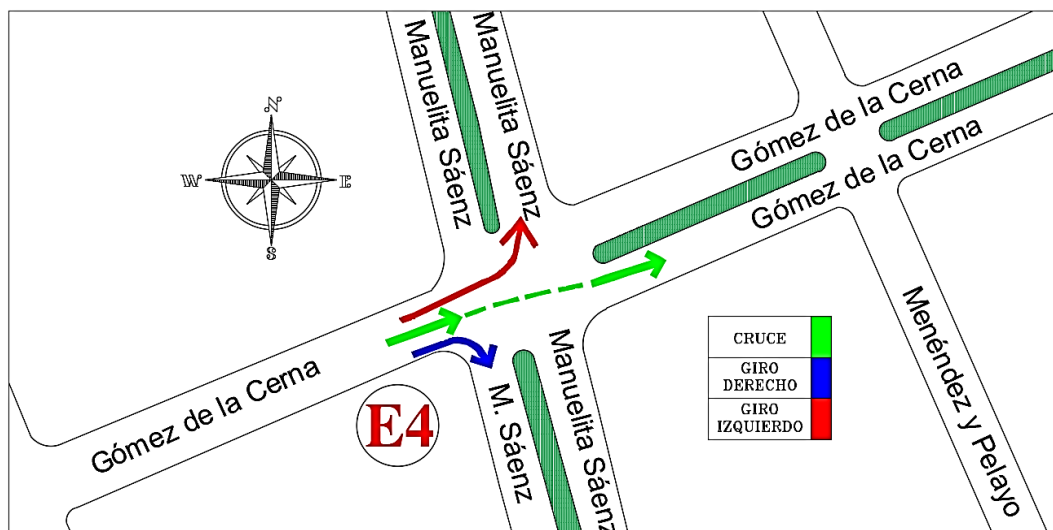 Manuelita Sáenz
Manuelita Sáenz
Gómez de la Cerna
Gómez de la Cerna
N
W
E
S
Gómez de la Cerna
E4
M. Sáenz
Manuelita Sáenz
Menéndez y Pelayo
CRUCE
GIRO
DERECHO
GIRO
IZQUIERDO